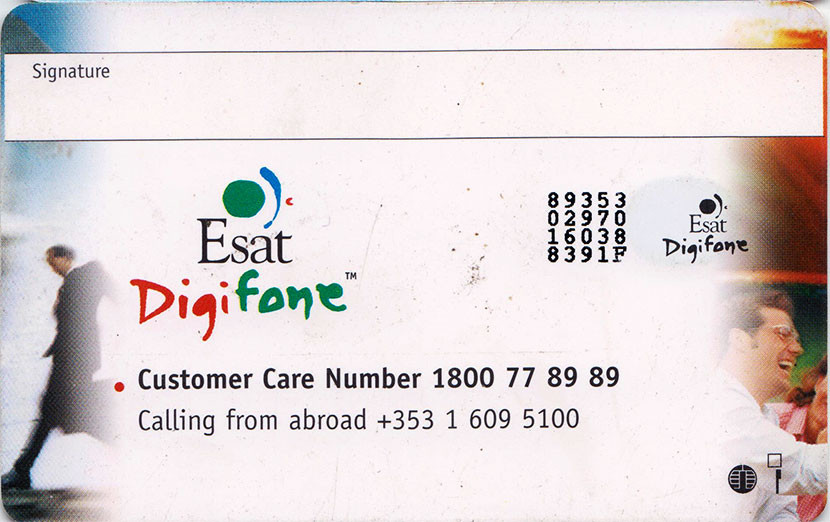 Signature
Esat
Digifone™
89353
02970
16038
8391F
Esat
Digifone
Customer Care Number 1800 77 89 89
Calling from abroad +353 1 609 5100